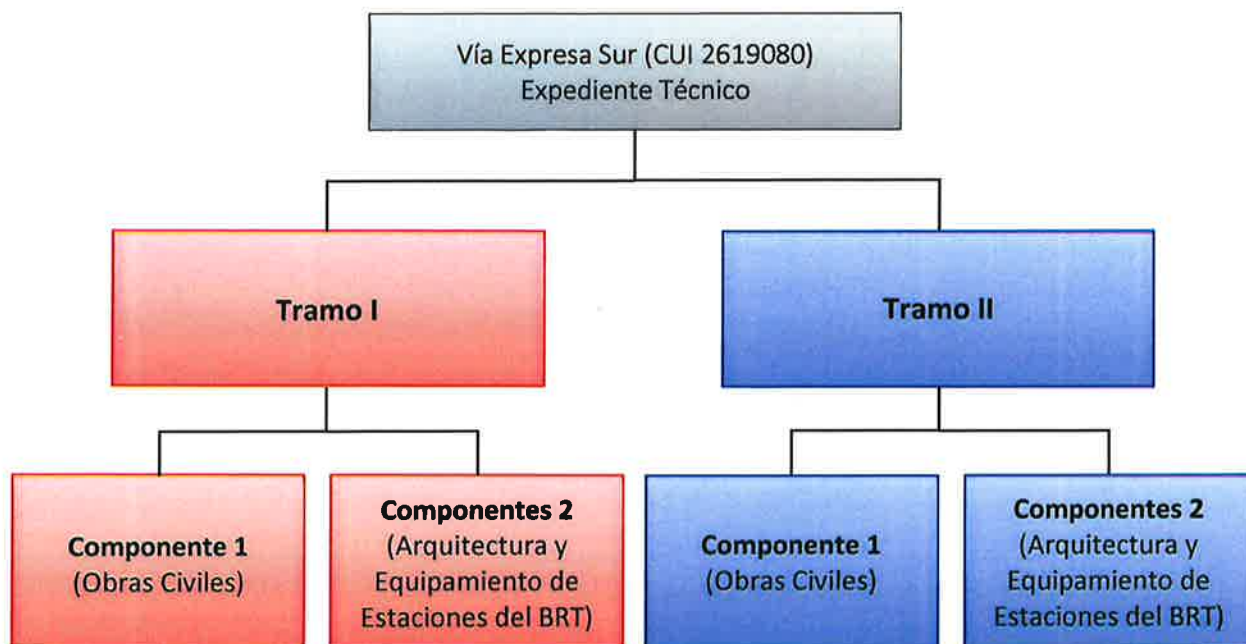 Vía Expresa Sur (CUI 2619080)
Expediente Técnico
Tramo I
Tramo II
Componente 1
(Obras Civiles)
Componentes 2
(Arquitectura y
Equipamiento de
Estaciones del BRT)
Componente 1
(Obras Civiles)
Componentes 2
(Arquitectura y
Equipamiento de
Estaciones del BRT)